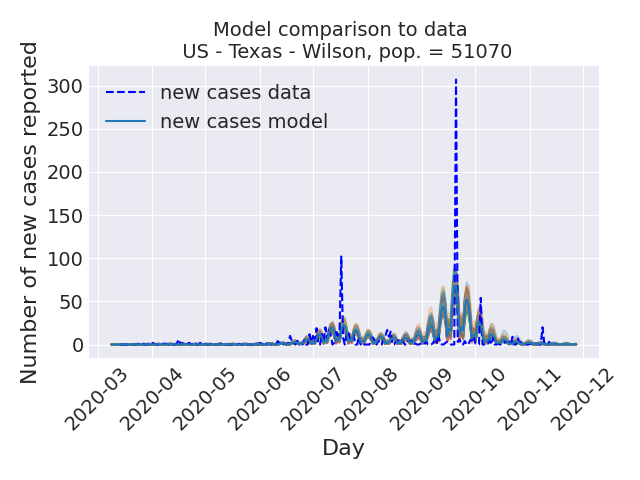 Model comparison to data
US - Texas - Wilson, pop. = 51070
Number of new cases reported
300
250
200
150
100
50
0
new cases data
new cases model
2020-03
2020-04
2020-05
2020-06
2020-07
2020-08
2020-09
2020-10
2020-11
2020-12
Day